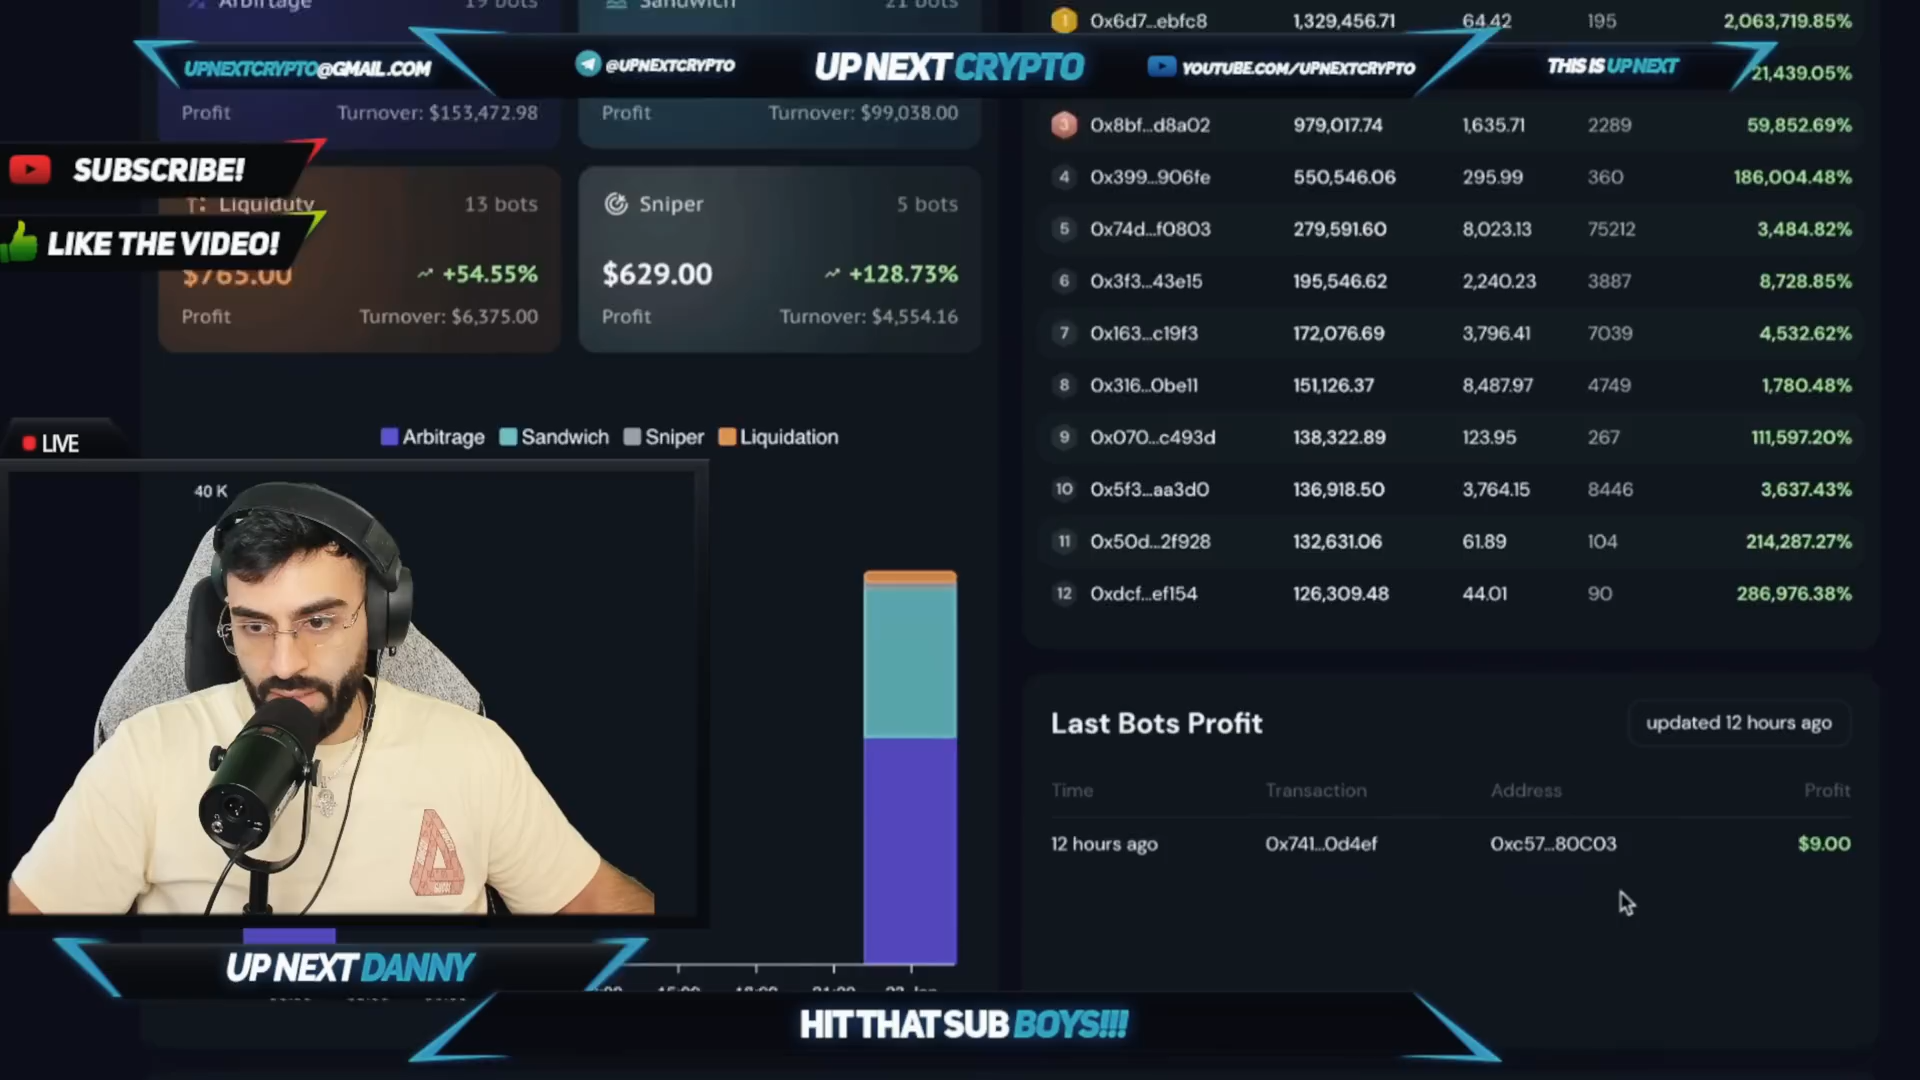 Arbitrage 19 bots
Sandwich 21 bots
1 0x6d7...ebfc8 1,329,456.71 64.42 195 2,063,719.85%
UPNEXTCRYPTO@GMAIL.COM
@UPNEXTCRYPTO
UP NEXT CRYPTO
YOUTUBE.COM/UPNEXTCRYPTO
THIS IS UP NEXT
21,439.05%
Profit Turnover: $153,472.98
Profit Turnover: $99,038.00
3 0x8bf...d8a02 979,017.74 1,635.71 2289 59,852.69%
SUBSCRIBE!
4 0x399...906fe 550,546.06 295.99 360 186,004.48%
Liquiduty 13 bots
Sniper 5 bots
5 0x74d...f0803 279,591.60 8,023.13 75212 3,484.82%
LIKE THE VIDEO!
$765.00 +54.55%
$629.00 +128.73%
6 0x3f3...43e15 195,546.62 2,240.23 3887 8,728.85%
Profit Turnover: $6,375.00
Profit Turnover: $4,554.16
7 0x163...c19f3 172,076.69 3,796.41 7039 4,532.62%
8 0x316...0be11 151,126.37 8,487.97 4749 1,780.48%
LIVE
Arbitrage Sandwich Sniper Liquidation
9 0x070...c493d 138,322.89 123.95 267 111,597.20%
40 K
10 0x5f3...aa3d0 136,918.50 3,764.15 8446 3,637.43%
11 0x50d...2f928 132,631.06 61.89 104 214,287.27%
12 0xdcf...ef154 126,309.48 44.01 90 286,976.38%
Last Bots Profit updated 12 hours ago
Time Transaction Address Profit
12 hours ago 0x741...0d4ef 0xc57...80C03 $9.00
UP NEXT DANNY
HIT THAT SUB BOYS!!!